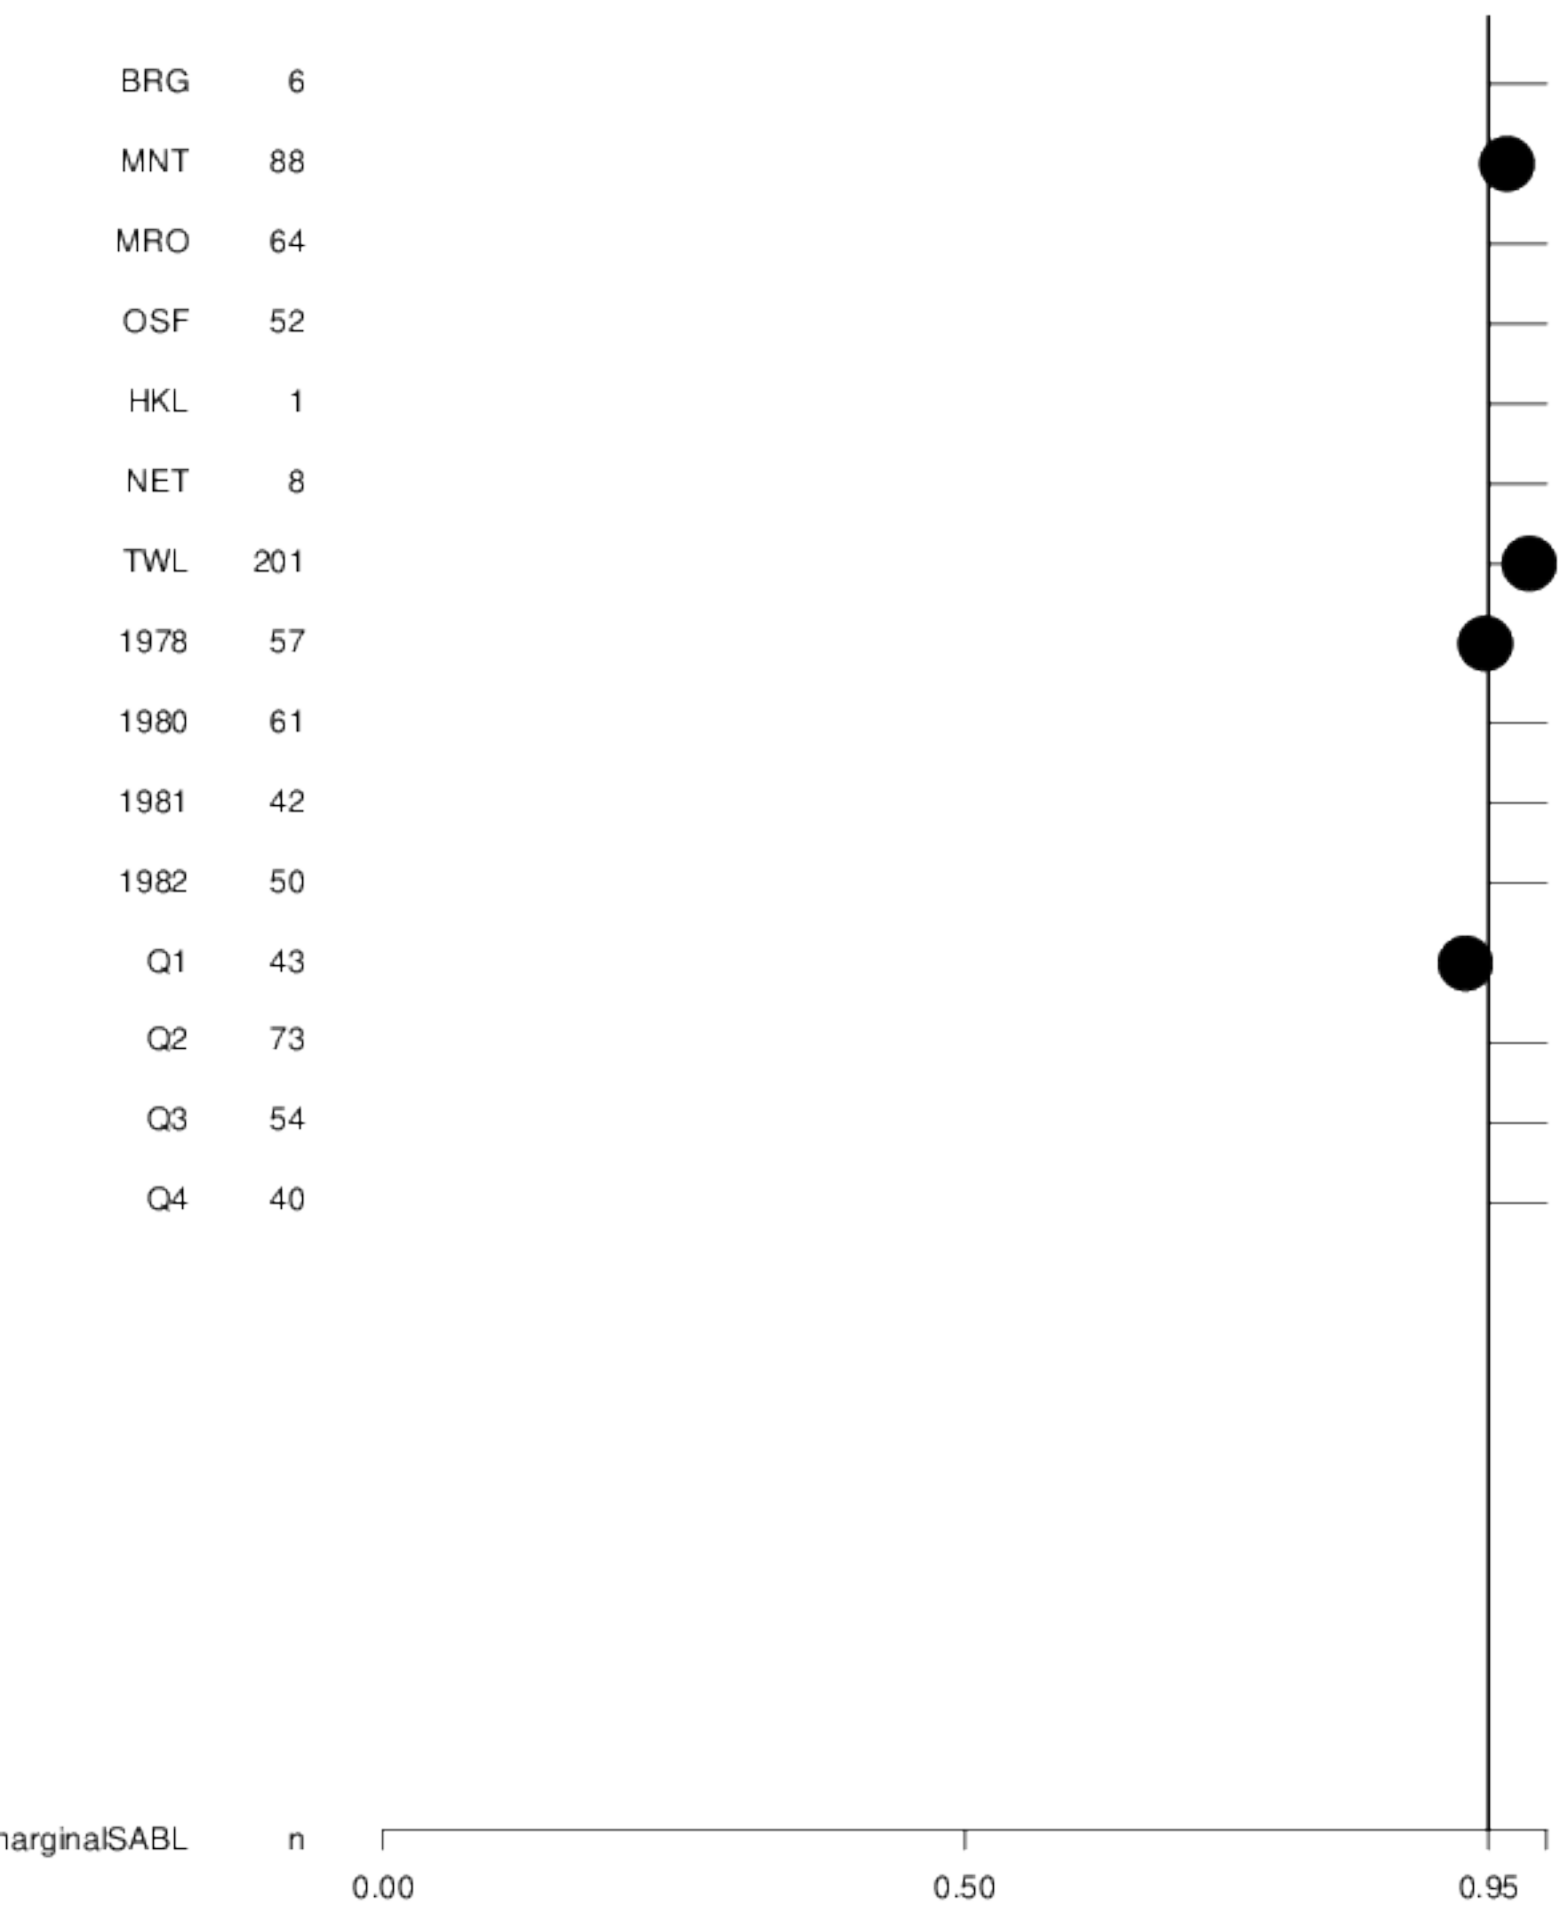 BRG 6
MNT 88
MRO 64
OSF 52
HKL 1
NET 8
TWL 201
1978 57
1980 61
1981 42
1982 50
Q1 43
Q2 73
Q3 54
Q4 40
arginalSABL n
0.00 0.50 0.95